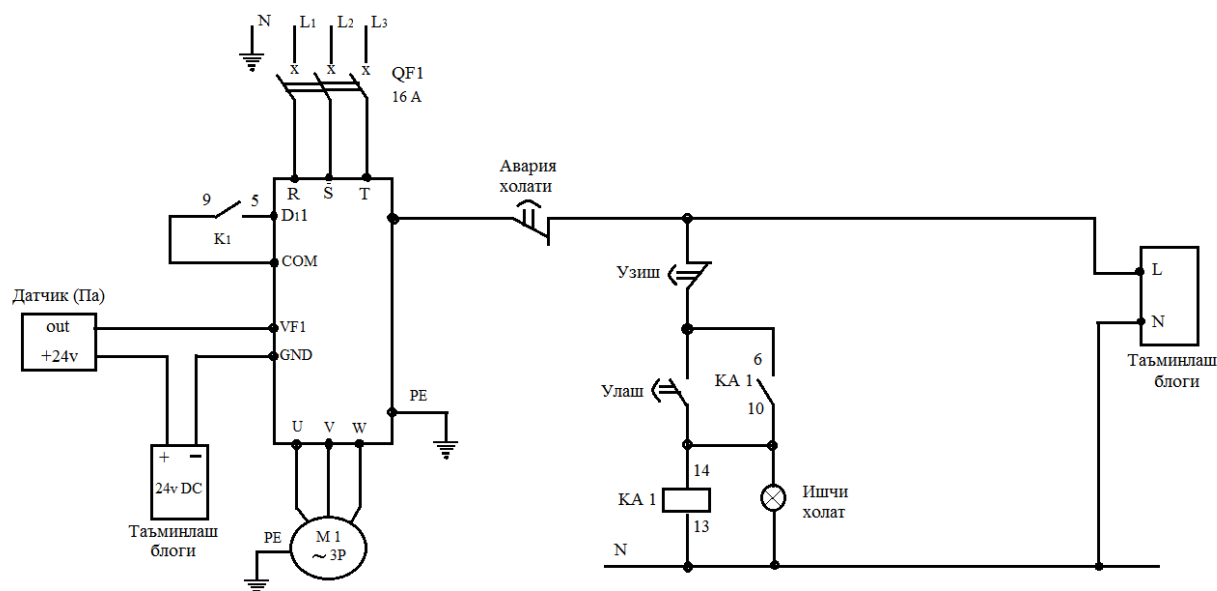 N
L1
L2
L3
x
x
x
QF1
16 A
Авария
холати
R
S
T
9
5
D11
K1
COM
Узиш
L
N
Таъминлаш
блоги
Датчик (Па)
out
+24v
VF1
GND
6
KA 1
10
Улаш
PE
U
V
W
+
−
24v DC
Таъминлаш
блоги
14
KA 1
13
Ишчи
холат
PE
M 1
~ 3P
N